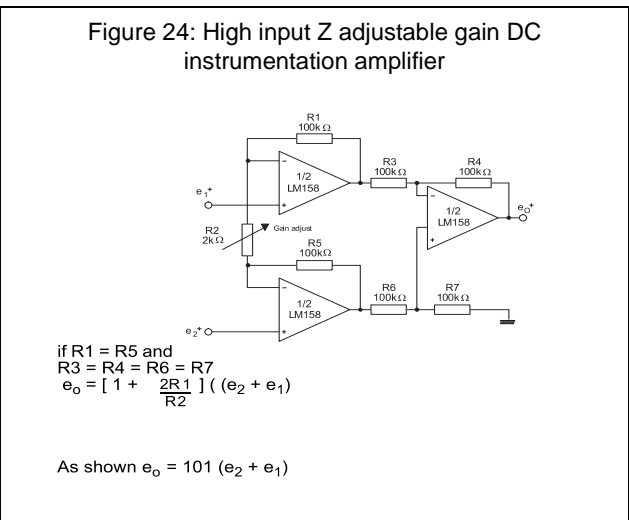 Figure 24: High input Z adjustable gain DC
instrumentation amplifier
R1
100k Ω
R3
100k Ω
R4
100k Ω
1/2
LM158
1/2
LM158
e1+
eO+
R2
2k Ω
Gain adjust
R5
100k Ω
R6
100k Ω
R7
100k Ω
1/2
LM158
e2+
if R1 = R5 and
R3 = R4 = R6 = R7
eo = [ 1 + 2R1/R2 ] ( (e2 + e1)
As shown eo = 101 (e2 + e1)